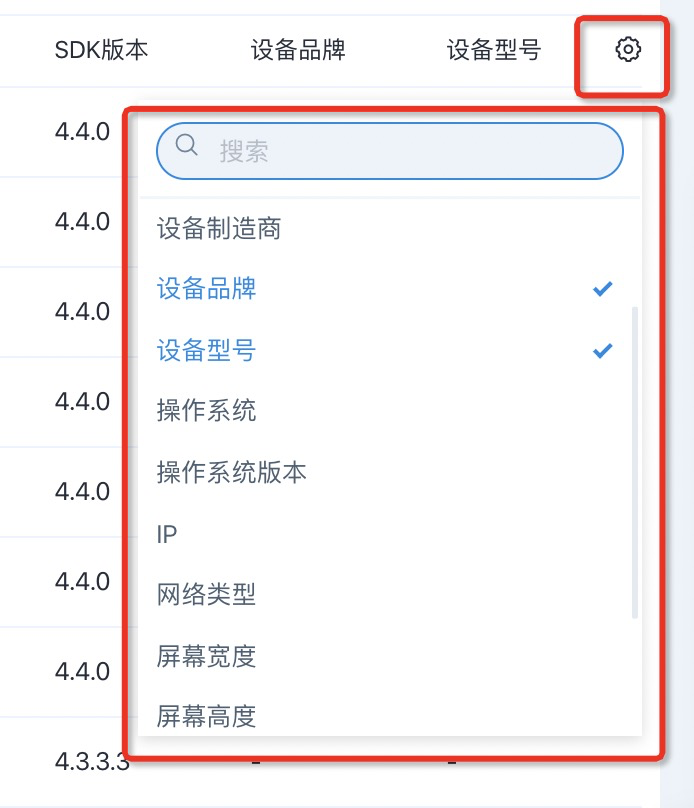 SDK版本 设备品牌 设备型号
4.4.0
搜索
4.4.0
设备制造商
设备品牌
4.4.0
设备型号
4.4.0
操作系统
操作系统版本
4.4.0
IP
4.4.0
网络类型
4.4.0
屏幕宽度
屏幕高度
4.3.3.3 - -